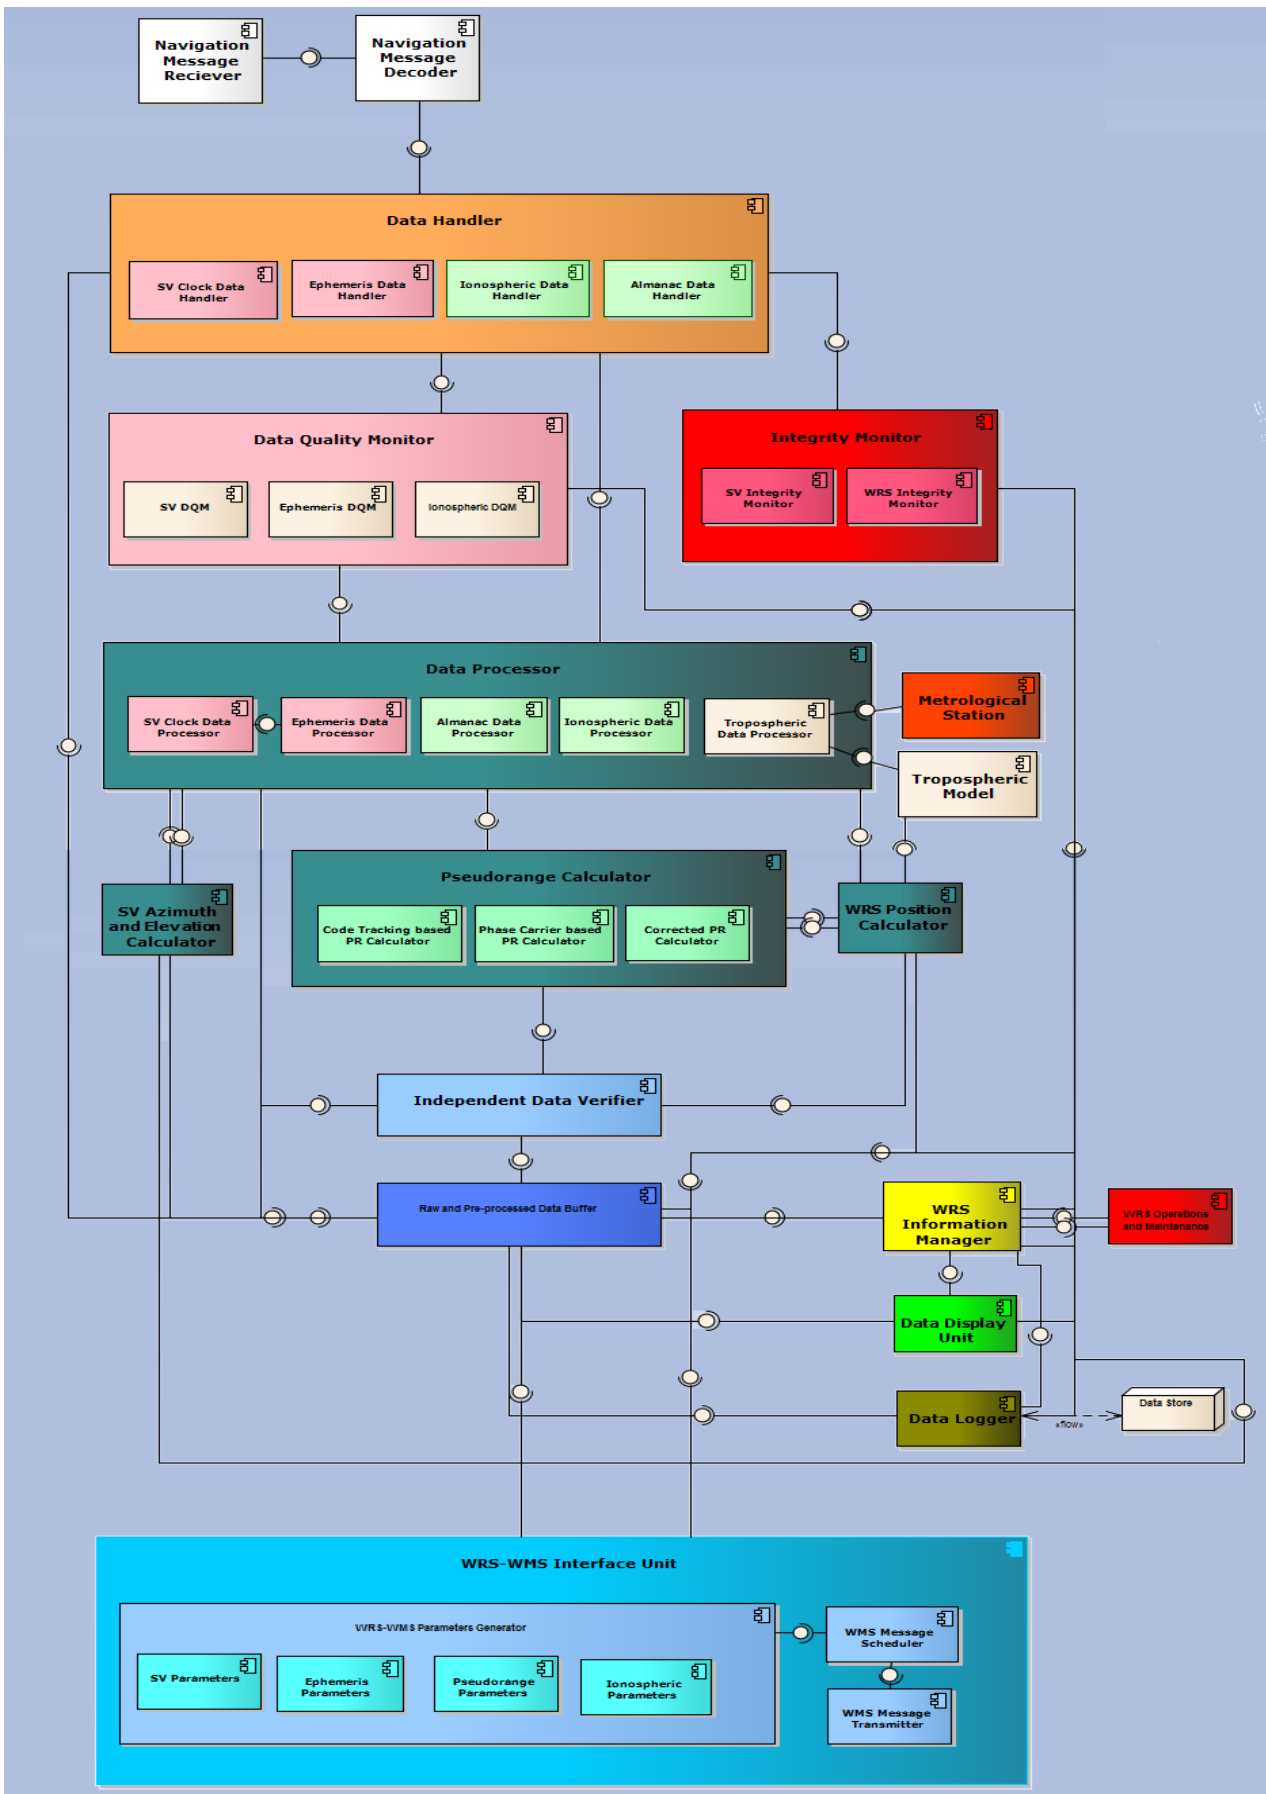 Navigation
Message
Reciever
Navigation
Message
Decoder
Data Handler
SV Clock Data
Handler
Ephemeris Data
Handler
Ionospheric Data
Handler
Almanac Data
Handler
Data Quality Monitor
SV DQM
Ephemeris DQM
Ionospheric DQM
Integrity Monitor
SV Integrity
Monitor
WRS Integrity
Monitor
Data Processor
SV Clock Data
Processor
Ephemeris Data
Processor
Almanac Data
Processor
Ionospheric Data
Processor
Tropospheric
Data Processor
Metrological
Station
Tropospheric
Model
SV Azimuth
and Elevation
Calculator
Pseudorange Calculator
Code Tracking based
PR Calculator
Phase Carrier based
PR Calculator
Corrected PR
Calculator
WRS Position
Calculator
Independent Data Verifier
Raw and Pre-processed Data Buffer
WRS
Information
Manager
WRS Operations
and Maintenance
Data Display
Unit
Data Logger
«flow»
Data Store
WRS-WMS Interface Unit
WRS-WMS Parameters Generator
SV Parameters
Ephemeris
Parameters
Pseudorange
Parameters
Ionospheric
Parameters
WMS Message
Scheduler
WMS Message
Transmitter